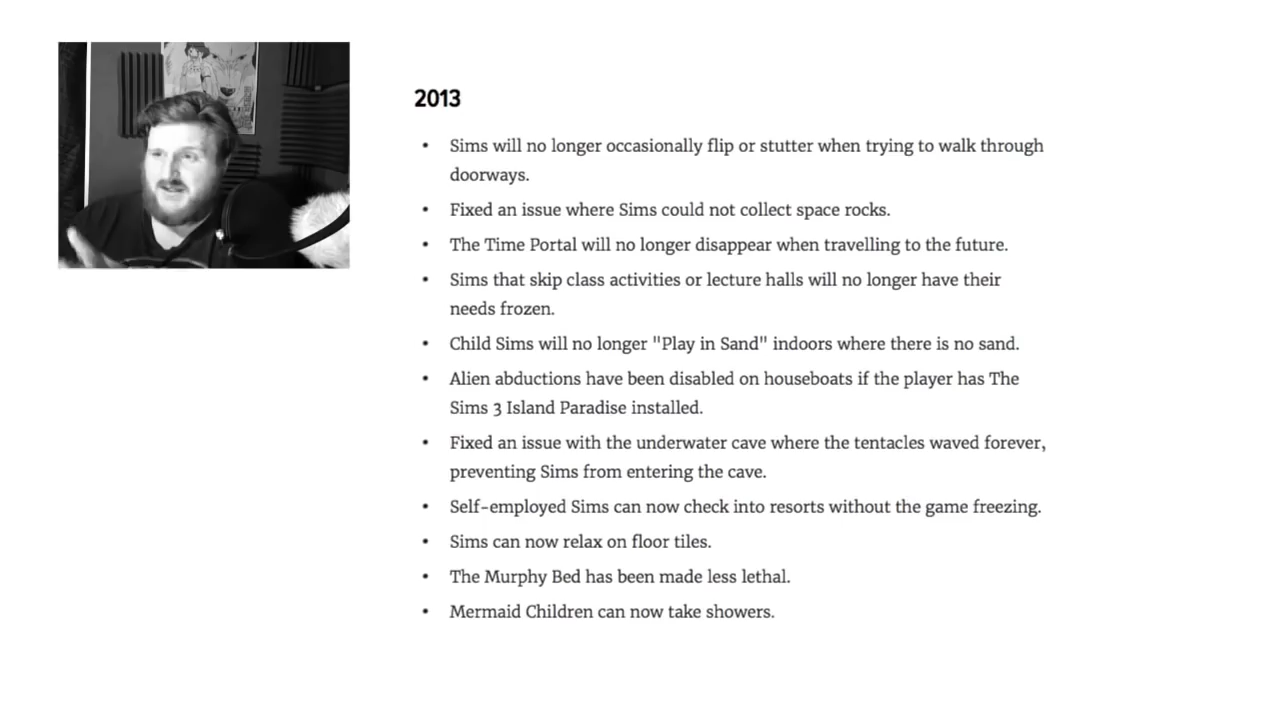 2013
• Sims will no longer occasionally flip or stutter when trying to walk through
doorways.
• Fixed an issue where Sims could not collect space rocks.
• The Time Portal will no longer disappear when travelling to the future.
• Sims that skip class activities or lecture halls will no longer have their
needs frozen.
• Child Sims will no longer "Play in Sand" indoors where there is no sand.
• Alien abductions have been disabled on houseboats if the player has The
Sims 3 Island Paradise installed.
• Fixed an issue with the underwater cave where the tentacles waved forever,
preventing Sims from entering the cave.
• Self-employed Sims can now check into resorts without the game freezing.
• Sims can now relax on floor tiles.
• The Murphy Bed has been made less lethal.
• Mermaid Children can now take showers.